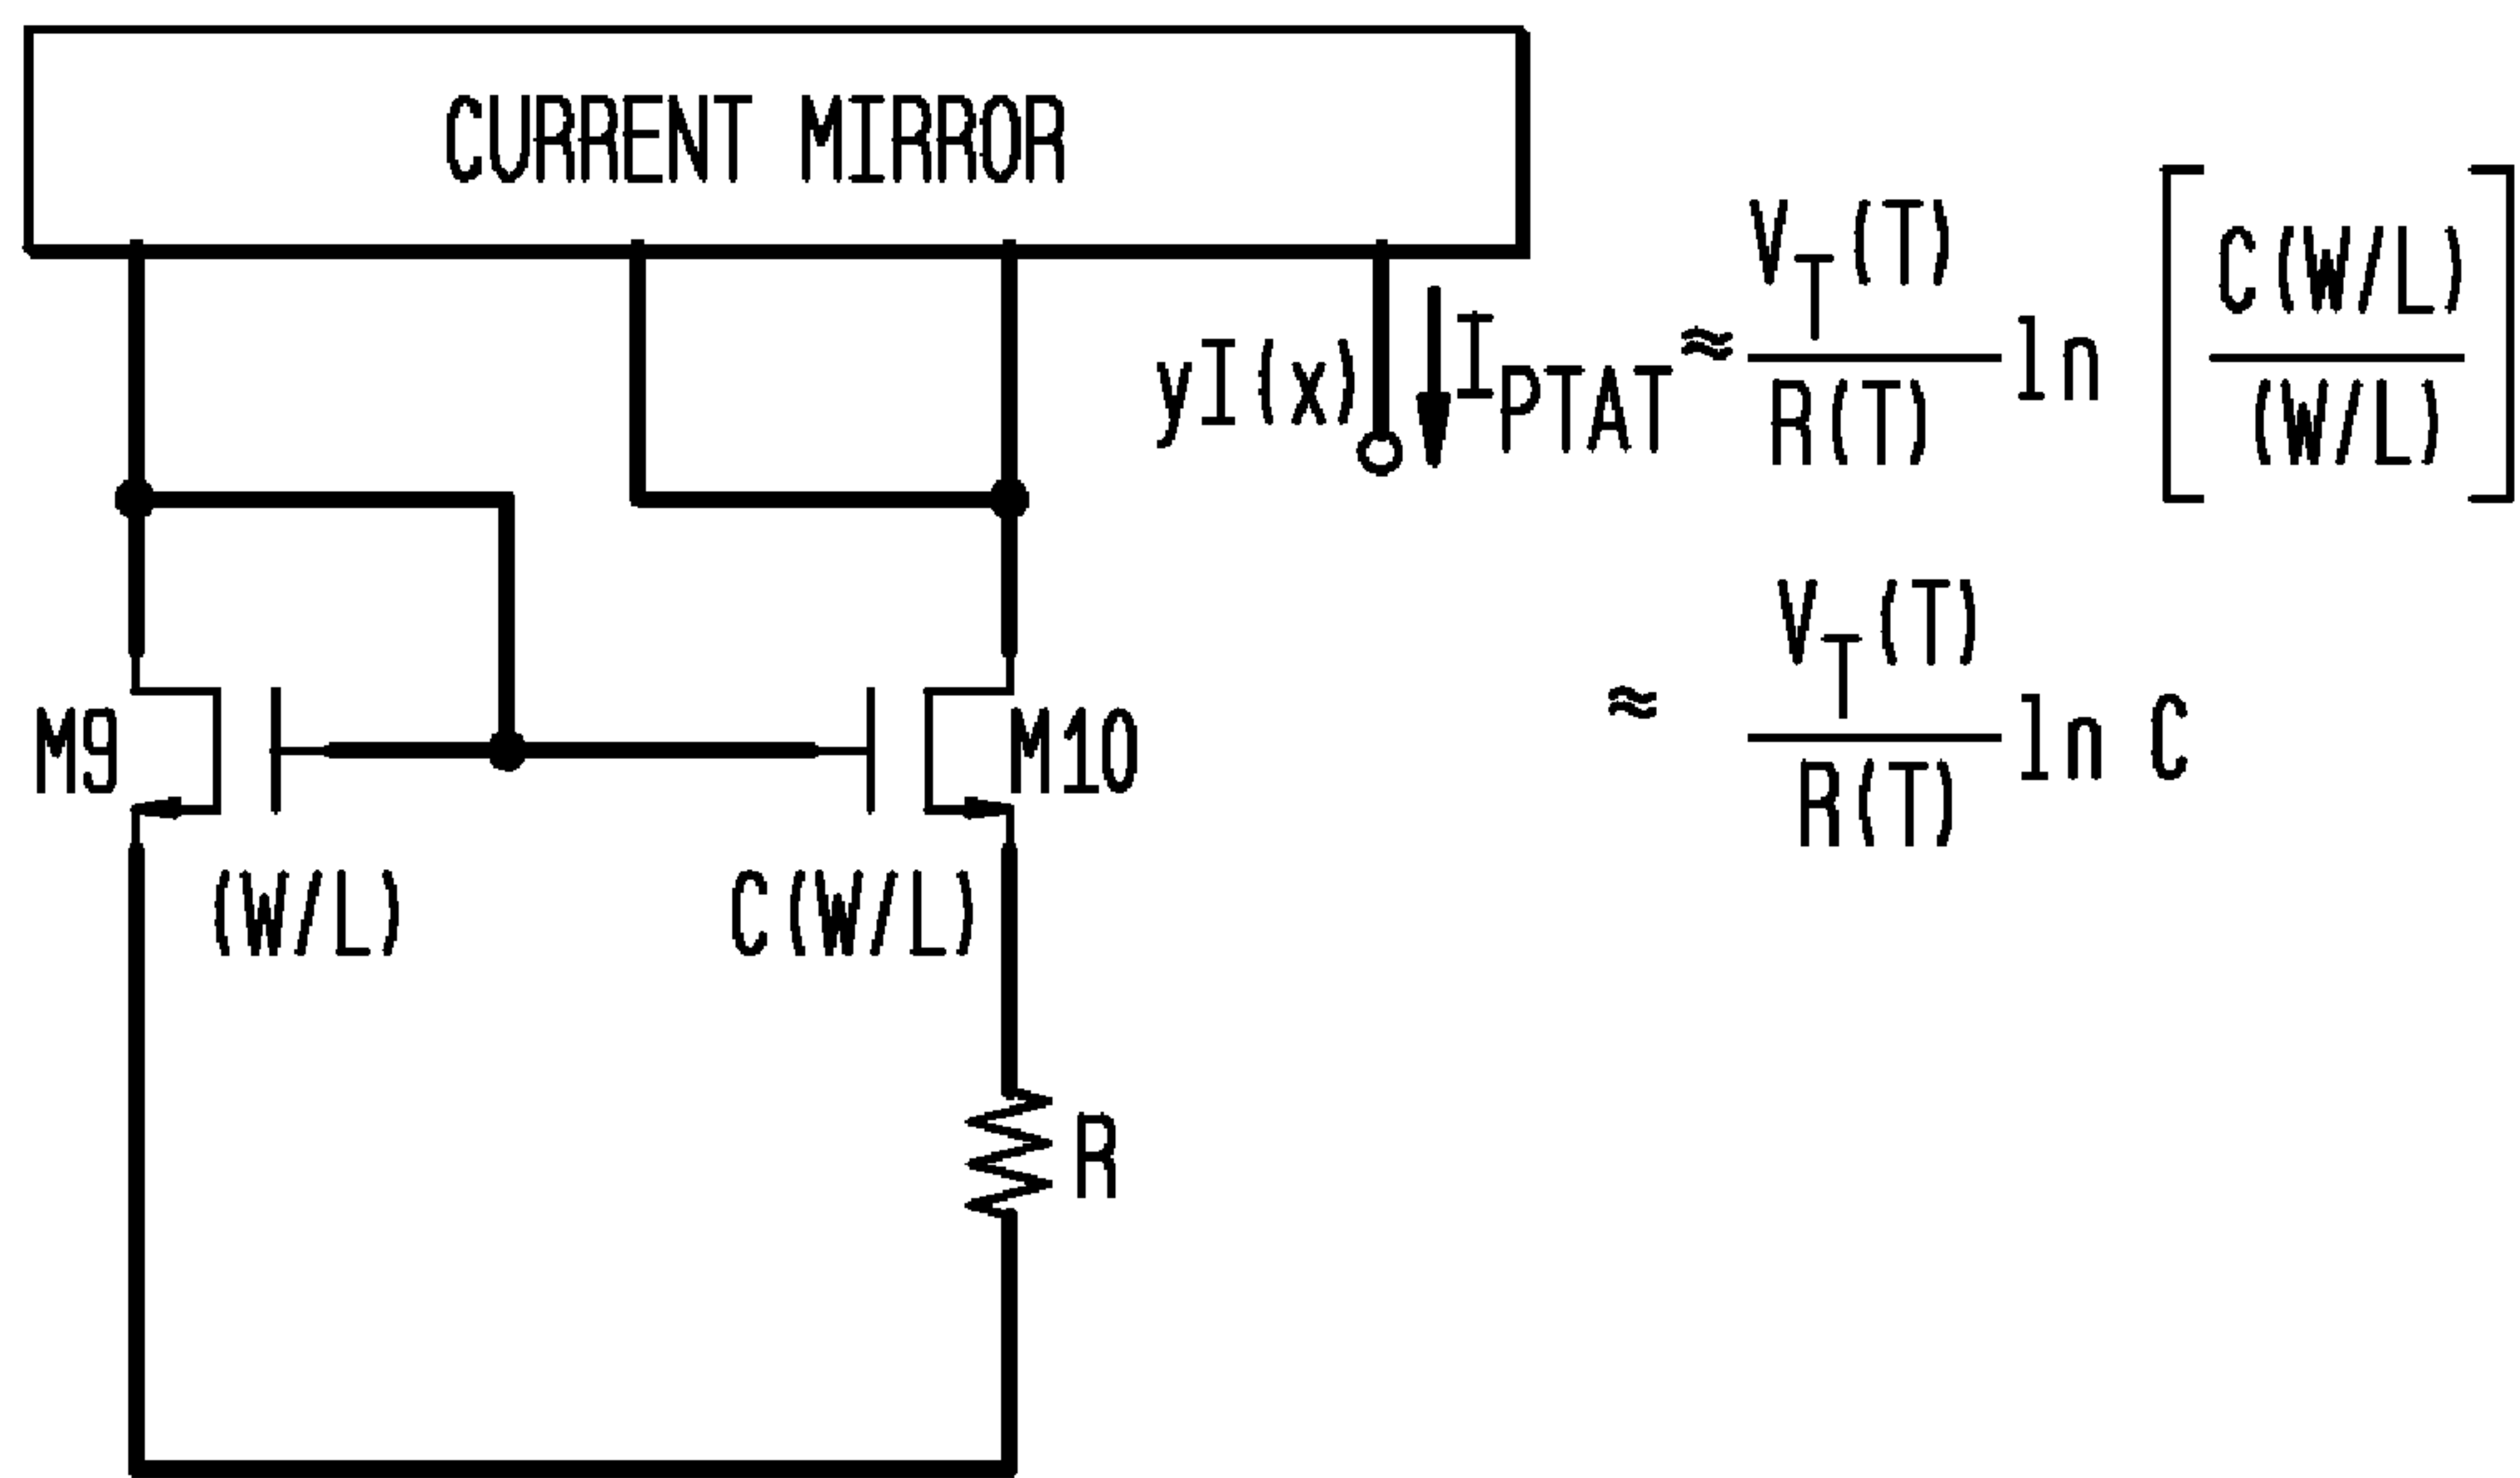 CURRENT MIRROR
yI(x)
I_PTAT ≈ V_T(T) / R(T) ln [ C(W/L) / (W/L) ]
≈ V_T(T) / R(T) ln C
M9
M10
(W/L)
C(W/L)
R